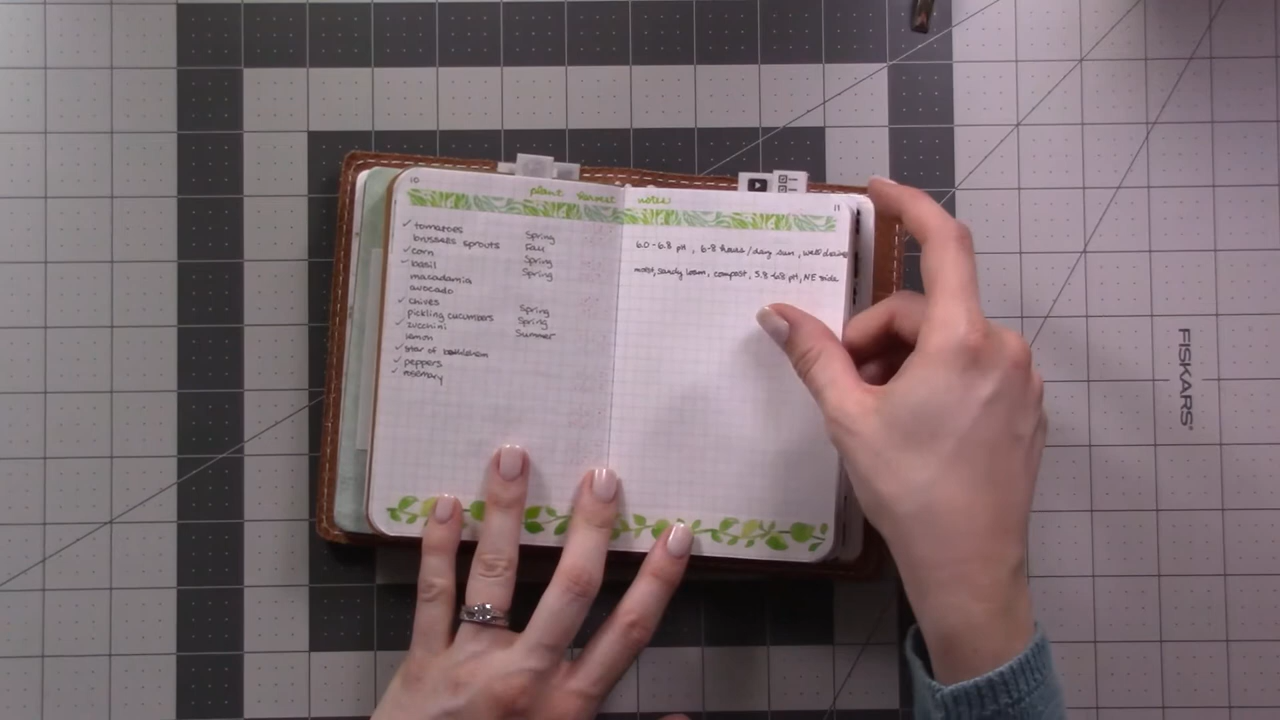 10
plant harvest notes
11
✓ tomatoes Spring
brussels sprouts Fall
✓ corn Spring
✓ basil Spring
macadamia
avocado
✓ chives Spring
pickling cucumbers Spring
✓ zucchini Summer
lemon
✓ star of bethlehem
✓ peppers
✓ rosemary
6.0-6.8 pH, 6-8 hours/day sun, well
moist, sandy loam, compost, 5.8-6.8 pH, NE side
FISKARS